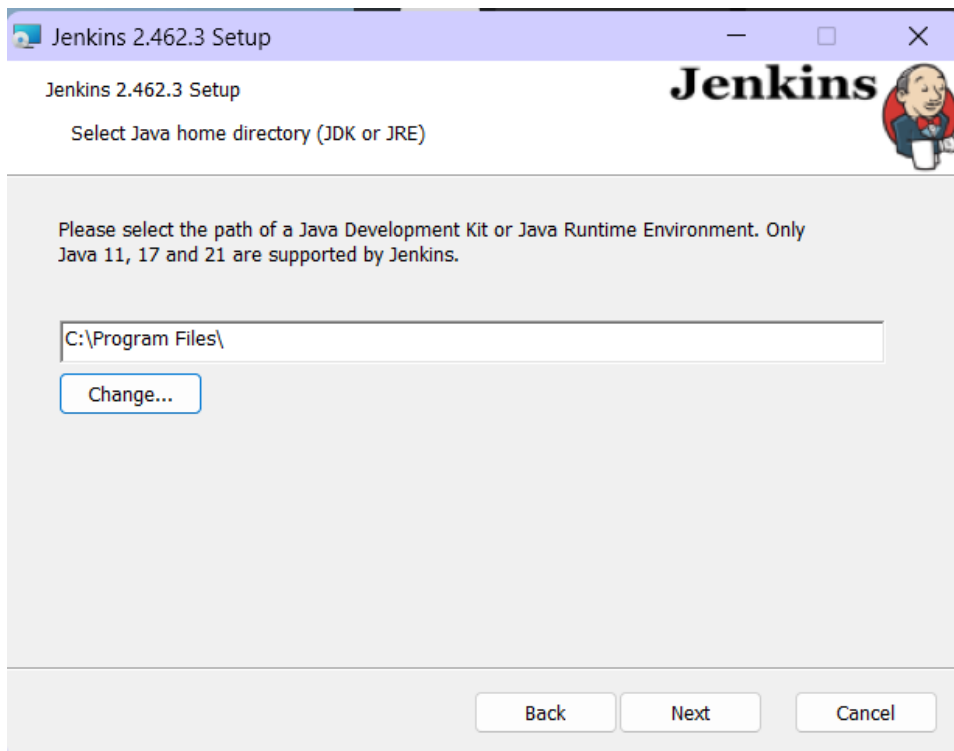 Jenkins 2.462.3 Setup
Jenkins 2.462.3 Setup
Jenkins
Select Java home directory (JDK or JRE)
Please select the path of a Java Development Kit or Java Runtime Environment. Only
Java 11, 17 and 21 are supported by Jenkins.
C:\Program Files\
Change...
Back
Next
Cancel